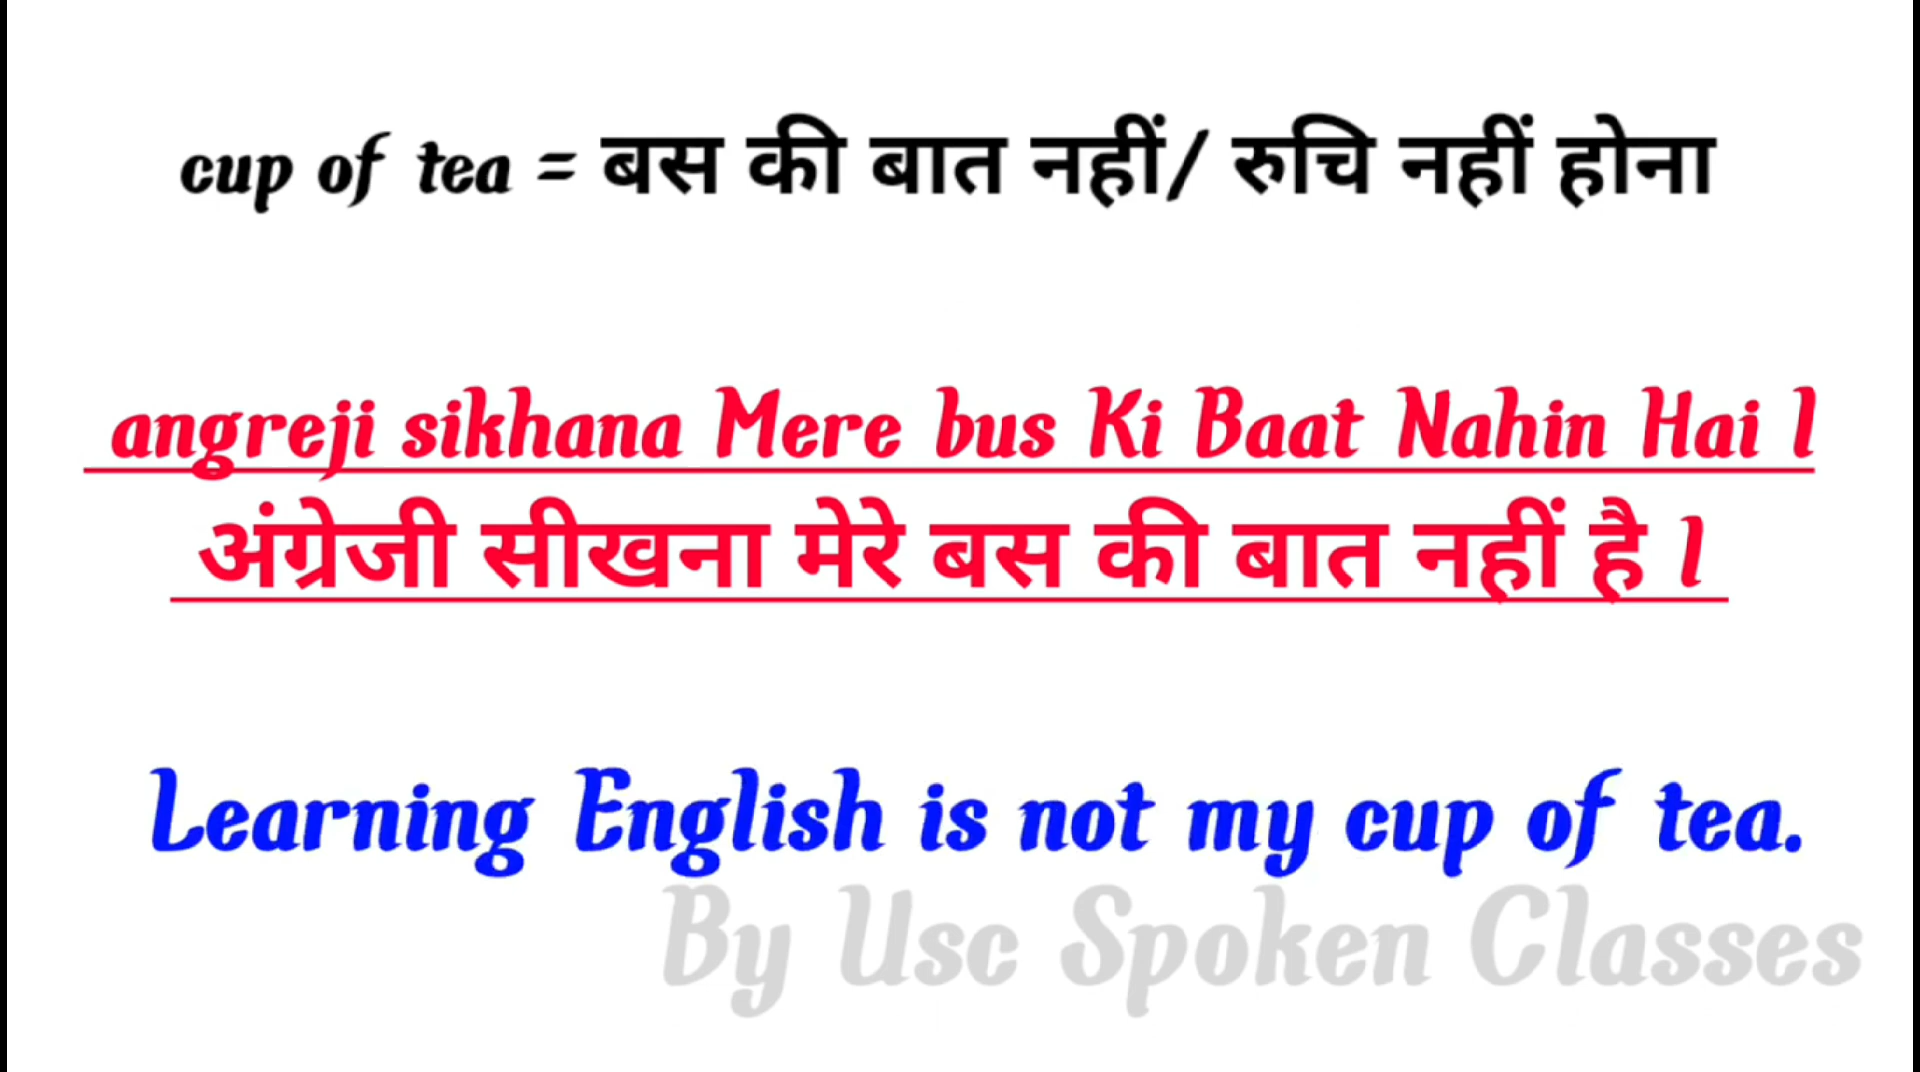 cup of tea = बस की बात नहीं/ रुचि नहीं होना
angreji sikhana Mere bus Ki Baat Nahin Hai l
अंग्रेजी सीखना मेरे बस की बात नहीं है l
Learning English is not my cup of tea.
By Usc Spoken Classes